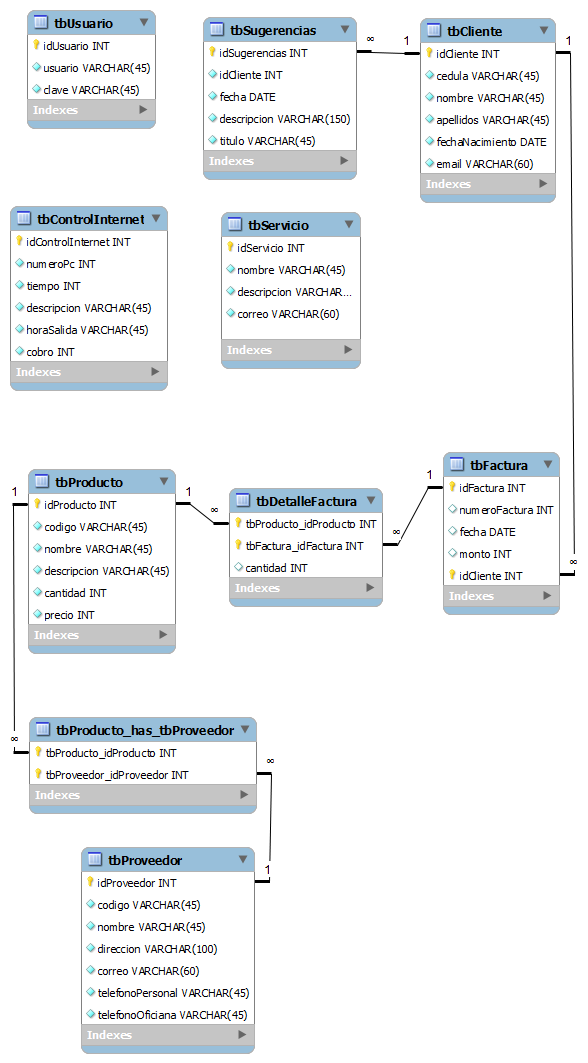 tbUsuario
idUsuario INT
usuario VARCHAR(45)
clave VARCHAR(45)
Indexes
tbSugerencias
idSugerencias INT
idCliente INT
fecha DATE
descripcion VARCHAR(150)
titulo VARCHAR(45)
Indexes
∞
1
tbCliente
idCliente INT
cedula VARCHAR(45)
nombre VARCHAR(45)
apellidos VARCHAR(45)
fechaNacimiento DATE
email VARCHAR(60)
Indexes
1
tbControlInternet
idControlInternet INT
numeroPc INT
tiempo INT
descripcion VARCHAR(45)
horaSalida VARCHAR(45)
cobro INT
Indexes
tbServicio
idServicio INT
nombre VARCHAR(45)
descripcion VARCHAR...
correo VARCHAR(60)
Indexes
1
tbProducto
idProducto INT
codigo VARCHAR(45)
nombre VARCHAR(45)
descripcion VARCHAR(45)
cantidad INT
precio INT
Indexes
1
∞
tbDetalleFactura
tbProducto_idProducto INT
tbFactura_idFactura INT
cantidad INT
Indexes
∞
1
tbFactura
idFactura INT
numeroFactura INT
fecha DATE
monto INT
idCliente INT
Indexes
∞
∞
tbProducto_has_tbProveedor
tbProducto_idProducto INT
tbProveedor_idProveedor INT
Indexes
∞
1
tbProveedor
idProveedor INT
codigo VARCHAR(45)
nombre VARCHAR(45)
direccion VARCHAR(100)
correo VARCHAR(60)
telefonoPersonal VARCHAR(45)
telefonoOficiana VARCHAR(45)
Indexes